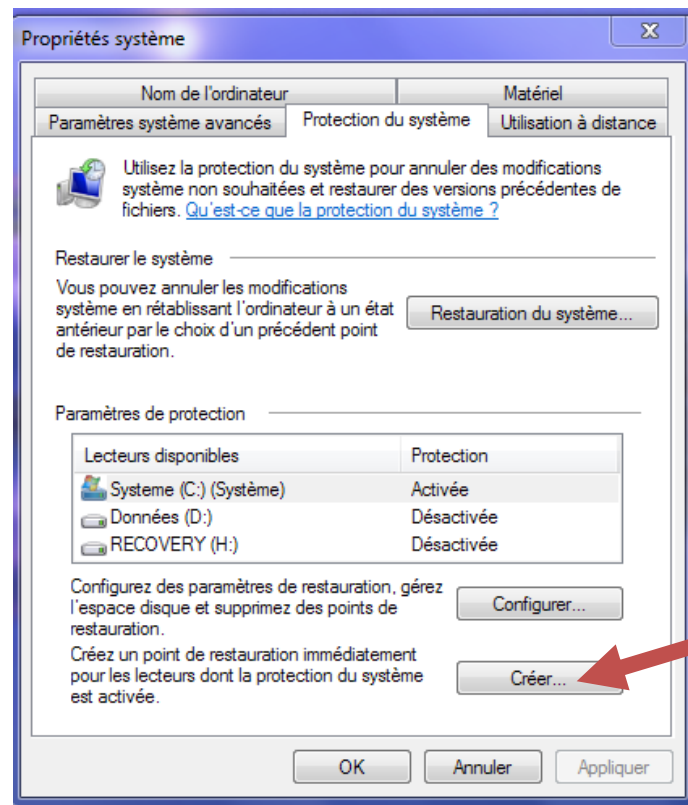 Propriétés système
Nom de l'ordinateur
Matériel
Paramètres système avancés
Protection du système
Utilisation à distance
Utilisez la protection du système pour annuler des modifications
système non souhaitées et restaurer des versions précédentes de
fichiers. Qu'est-ce que la protection du système ?
Restaurer le système
Vous pouvez annuler les modifications
système en rétablissant l'ordinateur à un état
antérieur par le choix d'un précédent point
de restauration.
Restauration du système...
Paramètres de protection
Lecteurs disponibles
Protection
Systeme (C:) (Système)
Activée
Données (D:)
Désactivée
RECOVERY (H:)
Désactivée
Configurez des paramètres de restauration, gérez
l'espace disque et supprimez des points de
restauration.
Configurer...
Créez un point de restauration immédiatement
pour les lecteurs dont la protection du système
est activée.
Créer...
OK
Annuler
Appliquer